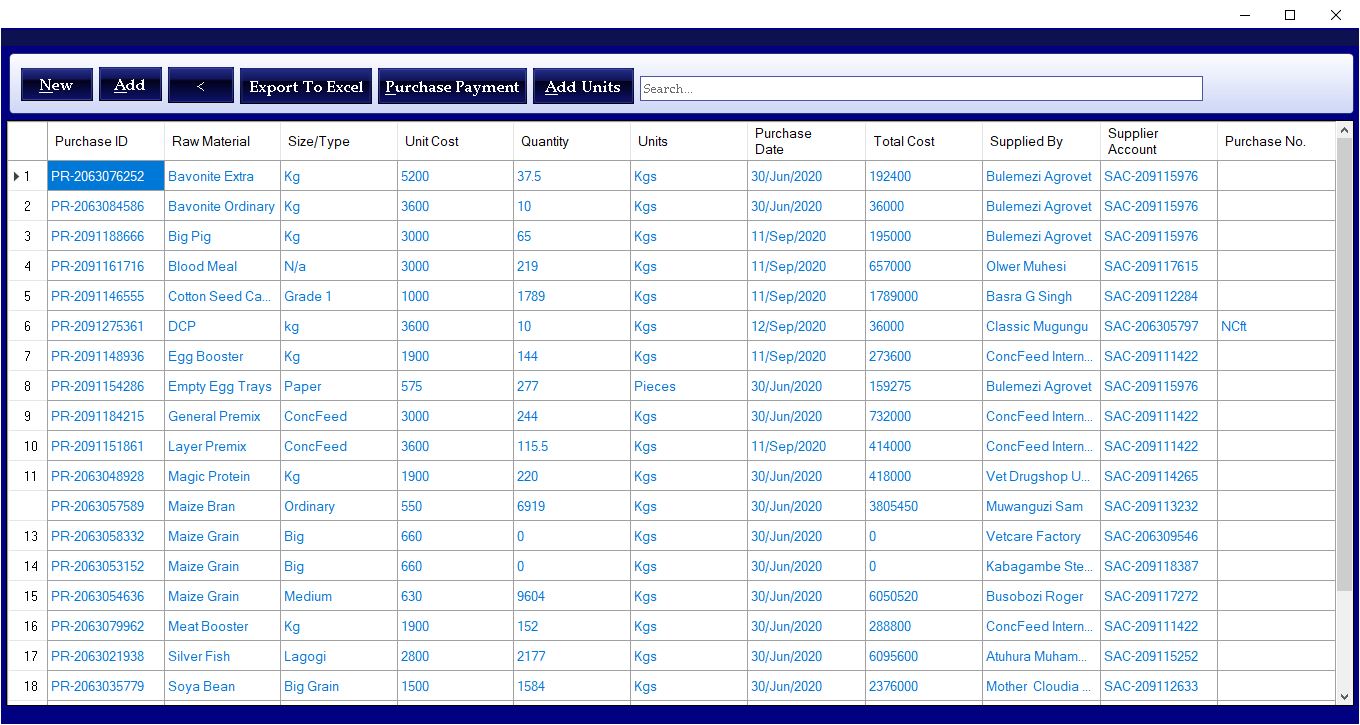 New Add < Export To Excel Purchase Payment Add Units Search...
Purchase ID Raw Material Size/Type Unit Cost Quantity Units Purchase Date Total Cost Supplied By Supplier Account Purchase No.
1 PR-2063076252 Bavonite Extra Kg 5200 37.5 Kgs 30/Jun/2020 192400 Bulemezi Agrovet SAC-209115976
2 PR-2063084586 Bavonite Ordinary Kg 3600 10 Kgs 30/Jun/2020 36000 Bulemezi Agrovet SAC-209115976
3 PR-2091188666 Big Pig Kg 3000 65 Kgs 11/Sep/2020 195000 Bulemezi Agrovet SAC-209115976
4 PR-2091161716 Blood Meal N/a 3000 219 Kgs 11/Sep/2020 657000 Olwer Muhesi SAC-209117615
5 PR-2091146555 Cotton Seed Ca... Grade 1 1000 1789 Kgs 11/Sep/2020 1789000 Basra G Singh SAC-209112284
6 PR-2091275361 DCP kg 3600 10 Kgs 12/Sep/2020 36000 Classic Mugungu SAC-206305797 NCft
7 PR-2091148936 Egg Booster Kg 1900 144 Kgs 11/Sep/2020 273600 ConcFeed Intern... SAC-209111422
8 PR-2091154286 Empty Egg Trays Paper 575 277 Pieces 30/Jun/2020 159275 Bulemezi Agrovet SAC-209115976
9 PR-2091184215 General Premix ConcFeed 3000 244 Kgs 30/Jun/2020 732000 ConcFeed Intern... SAC-209111422
10 PR-2091151861 Layer Premix ConcFeed 3600 115.5 Kgs 11/Sep/2020 414000 ConcFeed Intern... SAC-209111422
11 PR-2063048928 Magic Protein Kg 1900 220 Kgs 30/Jun/2020 418000 Vet Drugshop U... SAC-209114265
PR-2063057589 Maize Bran Ordinary 550 6919 Kgs 30/Jun/2020 3805450 Muwanguzi Sam SAC-209113232
13 PR-2063058332 Maize Grain Big 660 0 Kgs 30/Jun/2020 0 Vetcare Factory SAC-206309546
14 PR-2063053152 Maize Grain Big 660 0 Kgs 30/Jun/2020 0 Kabagambe Ste... SAC-209118387
15 PR-2063054636 Maize Grain Medium 630 9604 Kgs 30/Jun/2020 6050520 Busobozi Roger SAC-209117272
16 PR-2063079962 Meat Booster Kg 1900 152 Kgs 30/Jun/2020 288800 ConcFeed Intern... SAC-209111422
17 PR-2063021938 Silver Fish Lagogi 2800 2177 Kgs 30/Jun/2020 6095600 Atuhura Muham... SAC-209115252
18 PR-2063035779 Soya Bean Big Grain 1500 1584 Kgs 30/Jun/2020 2376000 Mother Cloudia ... SAC-209112633